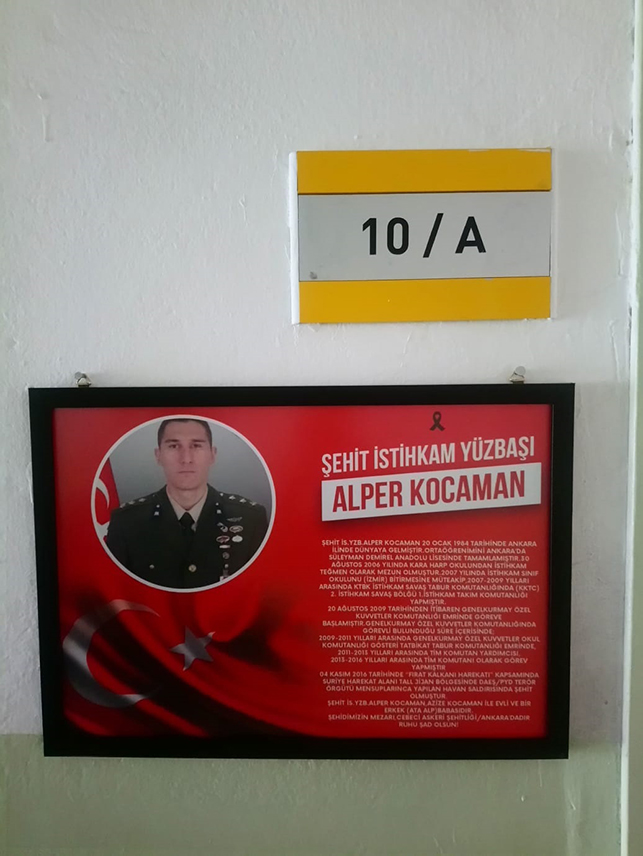 10 / A
ŞEHİT İSTİHKAM YÜZBAŞI
ALPER KOCAMAN
ŞEHİT İS.YZB.ALPER KOCAMAN 20 OCAK 1984 TARİHİNDE ANKARA
İLİNDE DÜNYAYA GELMİŞTİR.ORTAÖĞRENİMİNİ ANKARA'DA
SÜLEYMAN DEMİREL ANADOLU LİSESİNDE TAMAMLAMIŞTIR.30
AĞUSTOS 2006 YILINDA KARA HARP OKULUNDAN İSTİHKAM
TEĞMEN OLARAK MEZUN OLMUŞTUR.2007 YILINDA İSTİHKAM SINIF
OKULUNU (İZMİR) BİTİRMESİNE MÜTEAKİP,2007-2009 YILLARI
ARASINDA KTBK İSTİHKAM SAVAŞ TABUR KOMUTANLIĞINDA (KKTC)
2. İSTİHKAM SAVAŞ BÖLÜĞÜ 1.İSTİHKAM TAKIM KOMUTANLIĞI
YAPMIŞTIR.
20 AĞUSTOS 2009 TARİHİNDEN İTİBAREN GENELKURMAY ÖZEL
KUVVETLER KOMUTANLIĞI EMRİNDE GÖREVE
BAŞLAMIŞTIR.GENELKURMAY ÖZEL KUVVETLER KOMUTANLIĞINDA
GÖREVLİ BULUNDUĞU SÜRE İÇERİSİNDE;
2009-2011 YILLARI ARASINDA GENELKURMAY ÖZEL KUVVETLER OKUL
KOMUTANLIĞI GÖSTERİ TATBİKAT TABUR KOMUTANLIĞI EMRİNDE,
2011-2013 YILLARI ARASINDA TİM KOMUTAN YARDIMCISI,
2013-2016 YILLARI ARASINDA TİM KOMUTANI OLARAK GÖREV
YAPMIŞTIR
04 KASIM 2016 TARİHİNDE "FIRAT KALKANI HAREKATI" KAPSAMINDA
SURİYE HAREKAT ALANI TALL JİJAN BÖLGESİNDE DAEŞ/PYD TERÖR
ÖRGÜTÜ MENSUPLARINCA YAPILAN HAVAN SALDIRISINDA ŞEHİT
OLMUŞTUR.
ŞEHİT İS.YZB.ALPER KOCAMAN,AZİZE KOCAMAN İLE EVLİ VE BİR
ERKEK (ATA ALP)BABASIDIR.
ŞEHİDİMİZİN MEZARI,CEBECİ ASKERİ ŞEHİTLİĞİ/ANKARA'DADIR
RUHU ŞAD OLSUN!